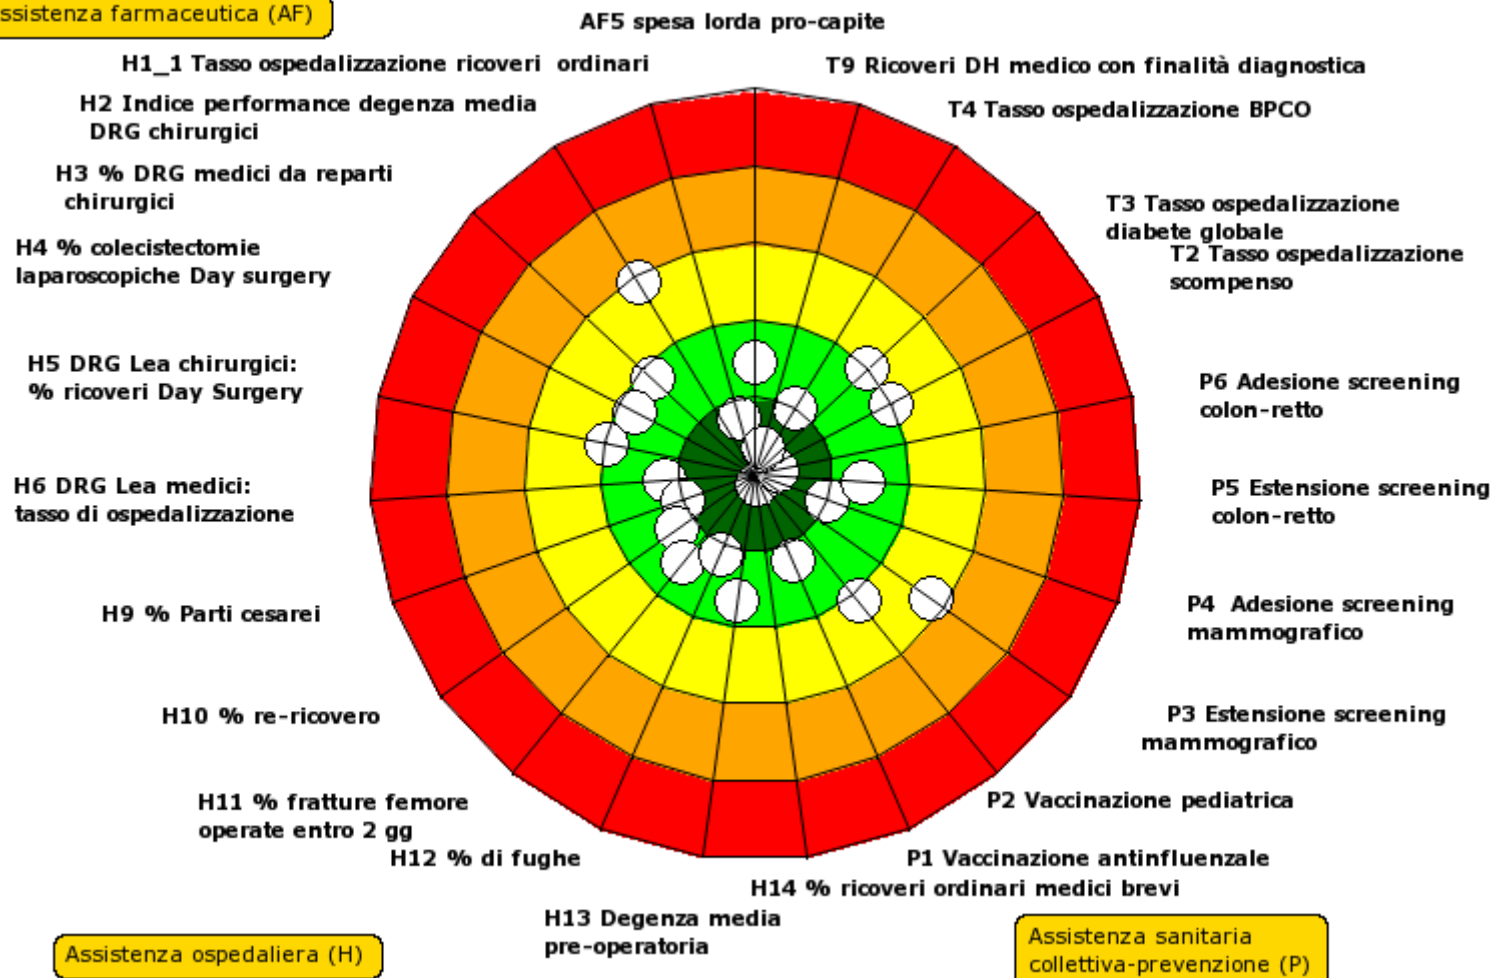 ssistenza farmaceutica (AF)
AF5 spesa lorda pro-capite
H1_1 Tasso ospedalizzazione ricoveri ordinari
T9 Ricoveri DH medico con finalità diagnostica
H2 Indice performance degenza media
DRG chirurgici
T4 Tasso ospedalizzazione BPCO
H3 % DRG medici da reparti
chirurgici
T3 Tasso ospedalizzazione
diabete globale
H4 % colecistectomie
laparoscopiche Day surgery
T2 Tasso ospedalizzazione
scompenso
H5 DRG Lea chirurgici:
% ricoveri Day Surgery
P6 Adesione screening
colon-retto
H6 DRG Lea medici:
tasso di ospedalizzazione
P5 Estensione screening
colon-retto
H9 % Parti cesarei
P4 Adesione screening
mammografico
H10 % re-ricovero
P3 Estensione screening
mammografico
H11 % fratture femore
operate entro 2 gg
P2 Vaccinazione pediatrica
H12 % di fughe
P1 Vaccinazione antinfluenzale
H14 % ricoveri ordinari medici brevi
H13 Degenza media
pre-operatoria
Assistenza ospedaliera (H)
Assistenza sanitaria
collettiva-prevenzione (P)